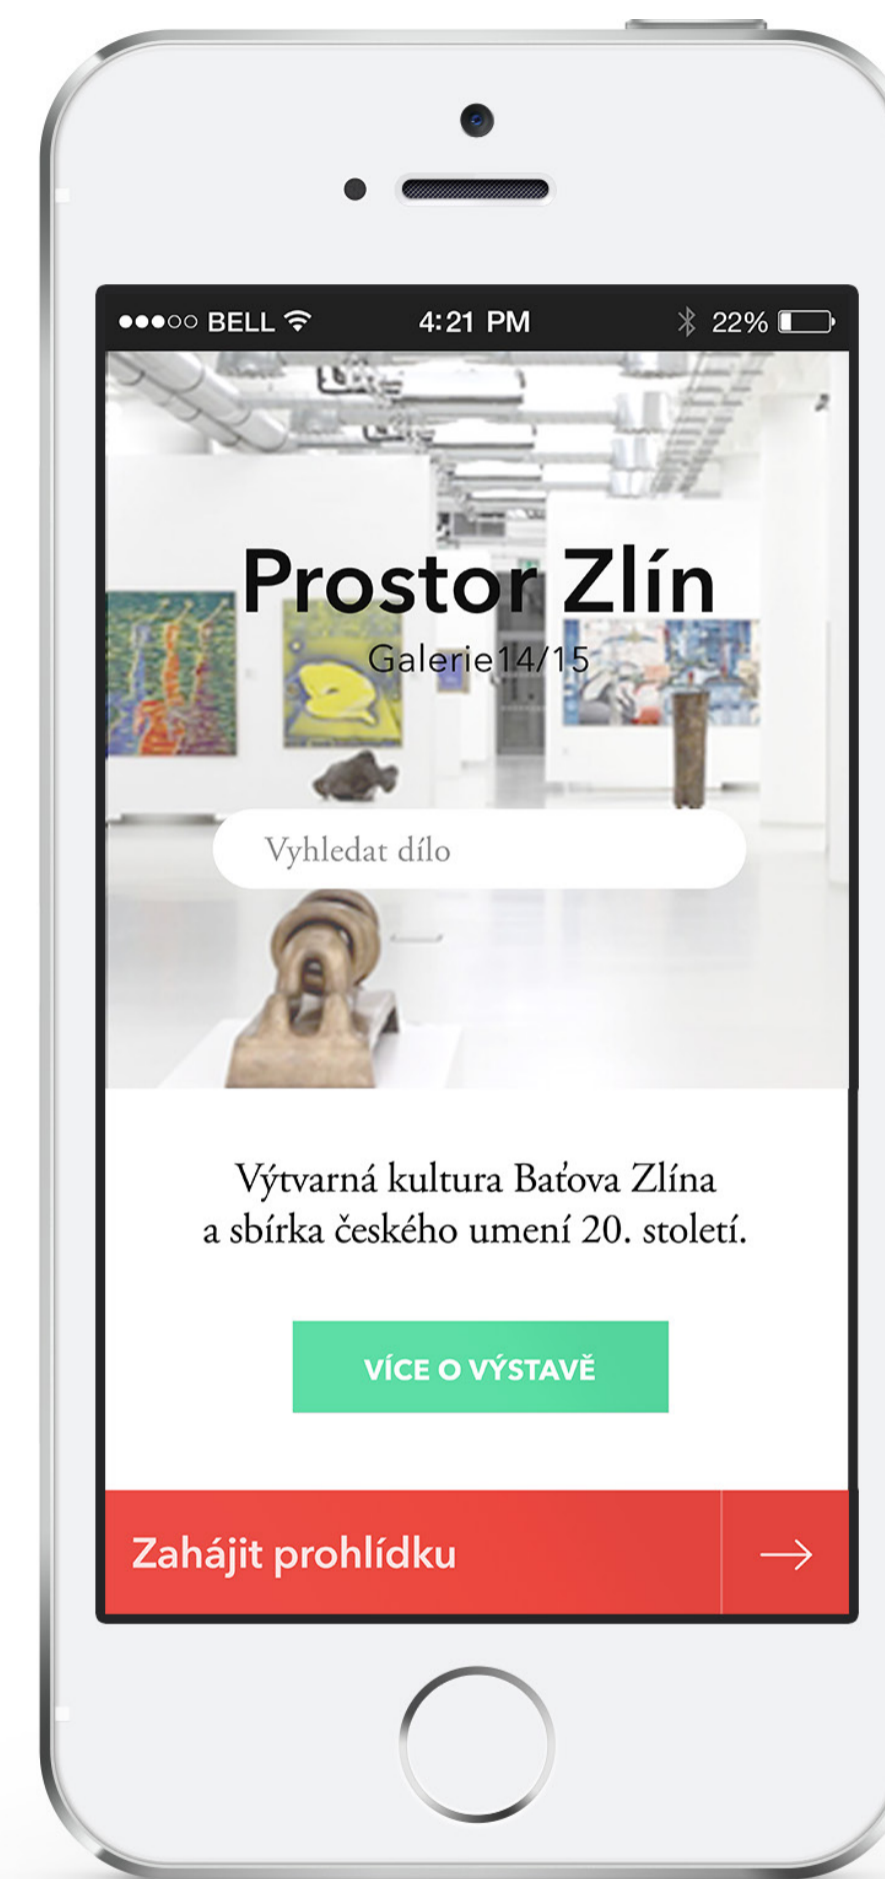 BELL 4:21 PM 22%
Prostor Zlín
Galerie14/15
Vyhledat dílo
Výtvarná kultura Baťova Zlína
a sbírka českého umení 20. století.
VÍCE O VÝSTAVĚ
Zahájit prohlídku